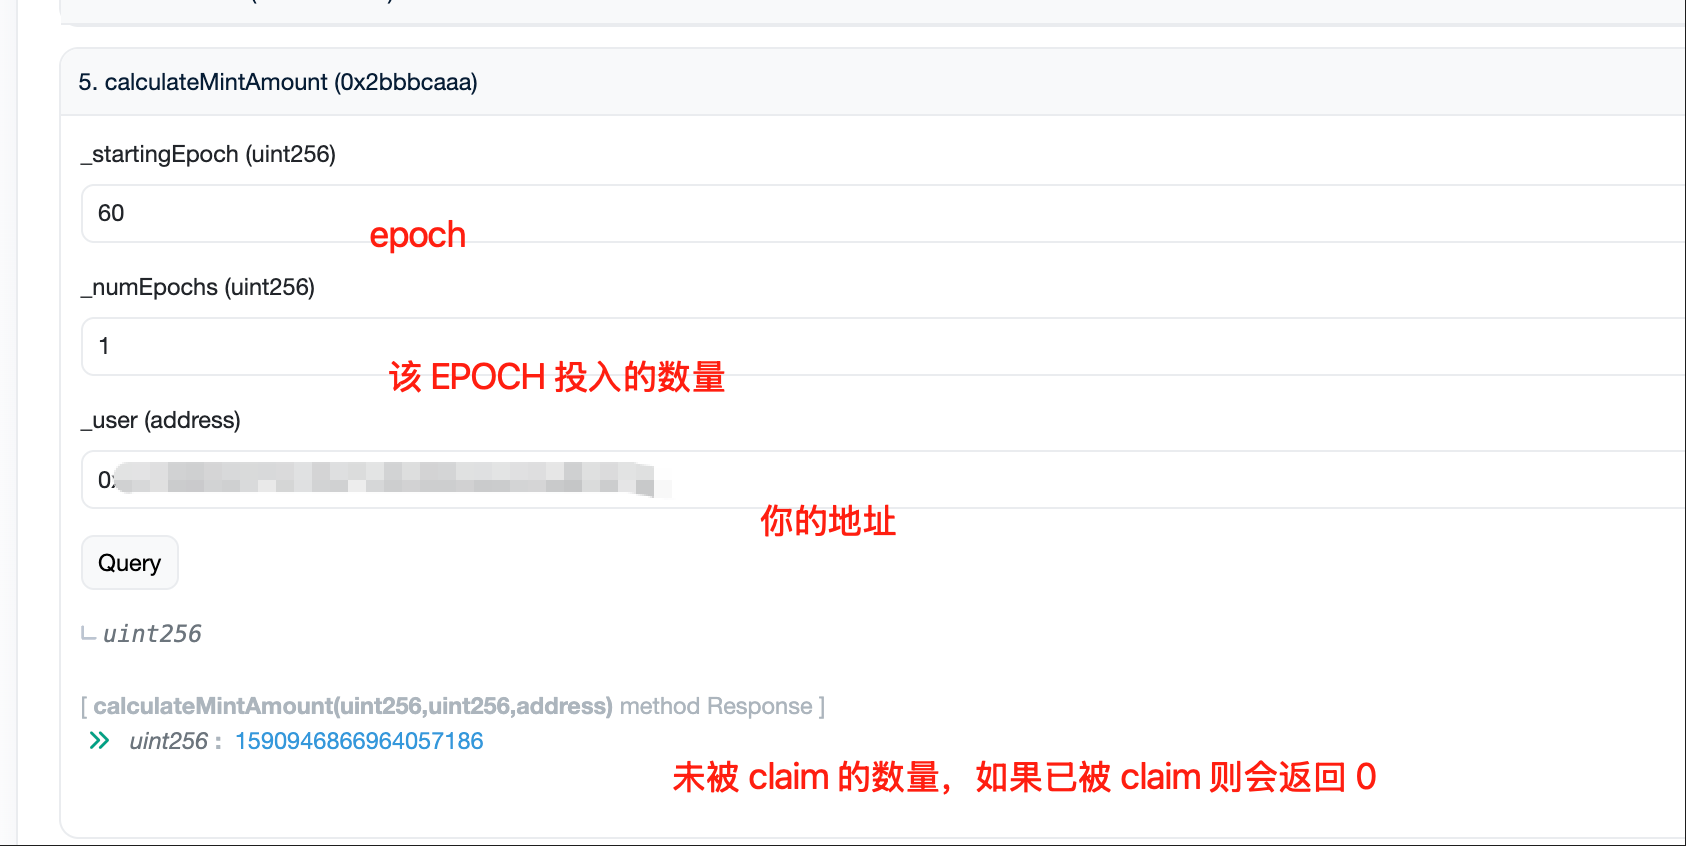 5. calculateMintAmount (0x2bbbcaaa)
_startingEpoch (uint256)
60
epoch
_numEpochs (uint256)
1
该 EPOCH 投入的数量
_user (address)
你的地址
Query
uint256
[ calculateMintAmount(uint256,uint256,address) method Response ]
uint256 : 1590946866964057186
未被 claim 的数量，如果已被 claim 则会返回 0